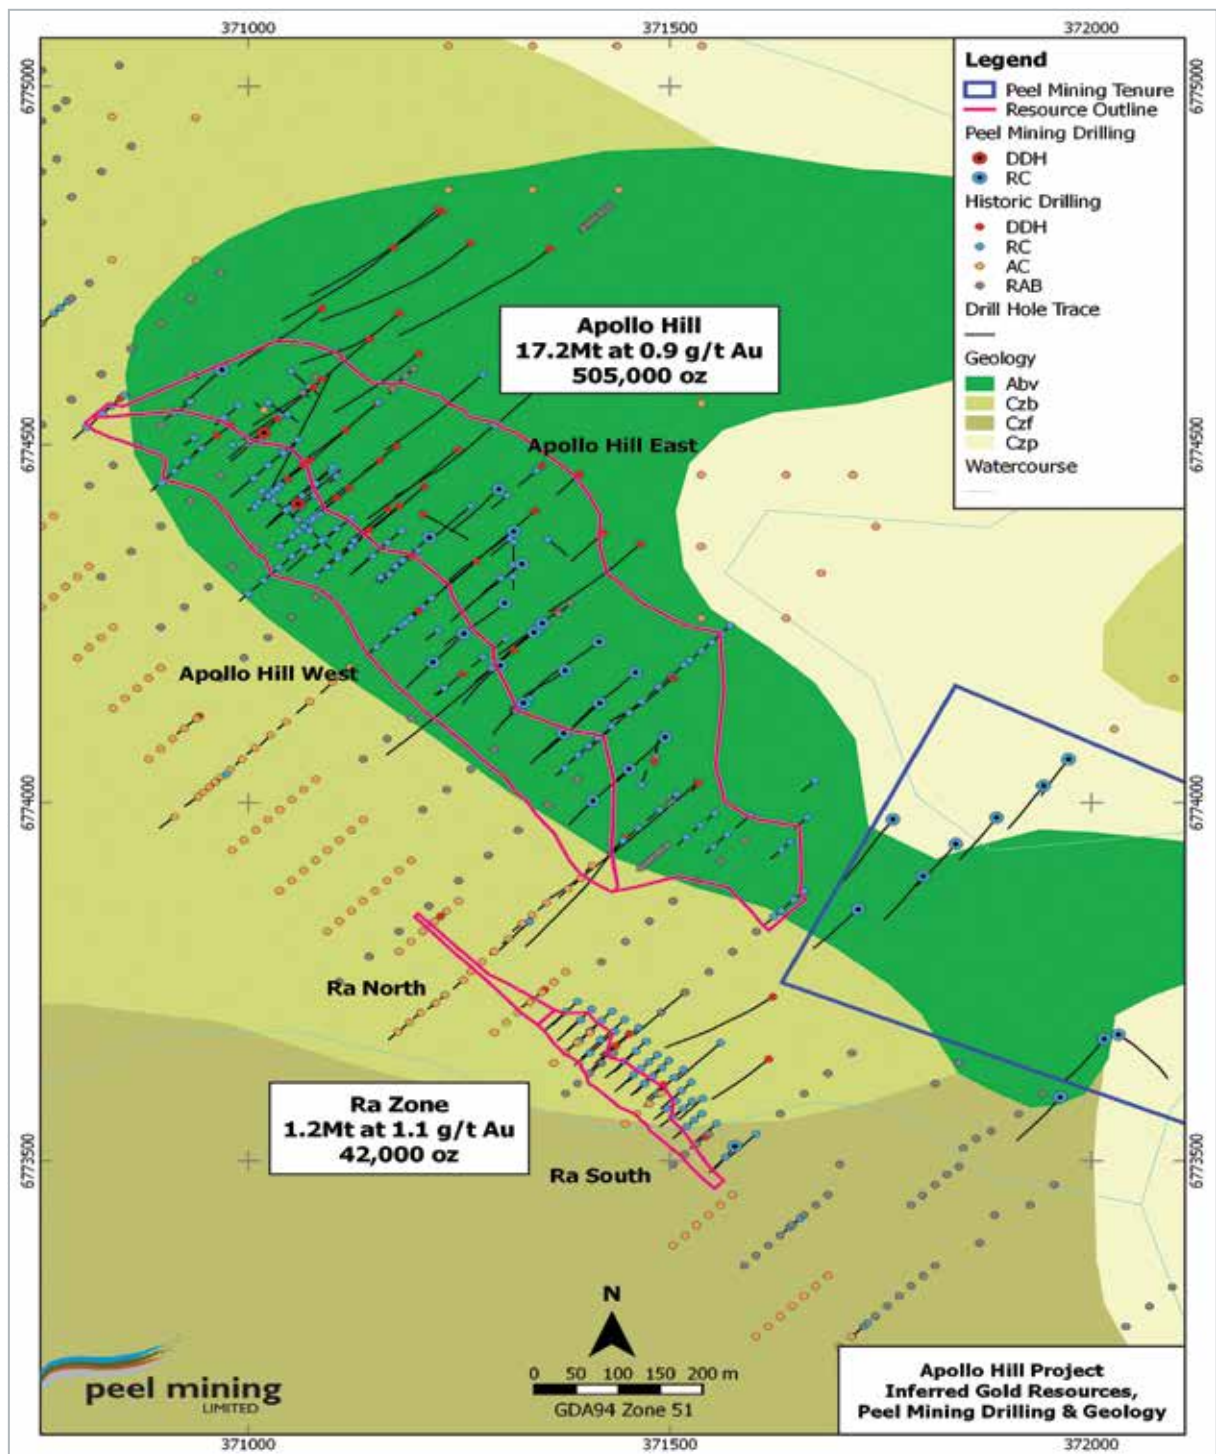 371000
371500
372000
6775000
6775000
Legend
Peel Mining Tenure
Resource Outline
Peel Mining Drilling
DDH
RC
Historic Drilling
DDH
RC
AC
RAB
Drill Hole Trace
Geology
Abv
Czb
Czf
Czp
Watercourse
Apollo Hill
17.2Mt at 0.9 g/t Au
505,000 oz
Apollo Hill East
6774500
6774500
Apollo Hill West
6774000
6774000
Ra North
Ra Zone
1.2Mt at 1.1 g/t Au
42,000 oz
6773500
6773500
Ra South
N
0 50 100 150 200 m
GDA94 Zone 51
peel mining
LIMITED
Apollo Hill Project
Inferred Gold Resources,
Peel Mining Drilling & Geology
371000
371500
372000